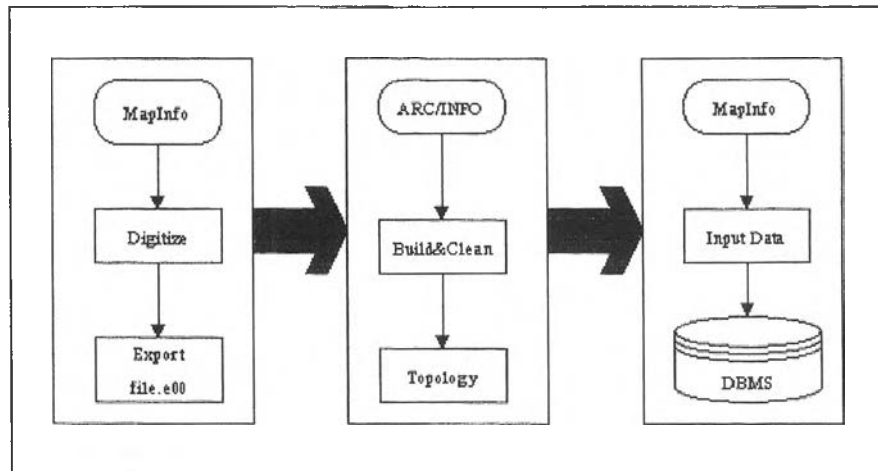 MapInfo
Digitize
Export
file.e00
ARC/INFO
Build&Clean
Topology
MapInfo
Input Data
DBMS